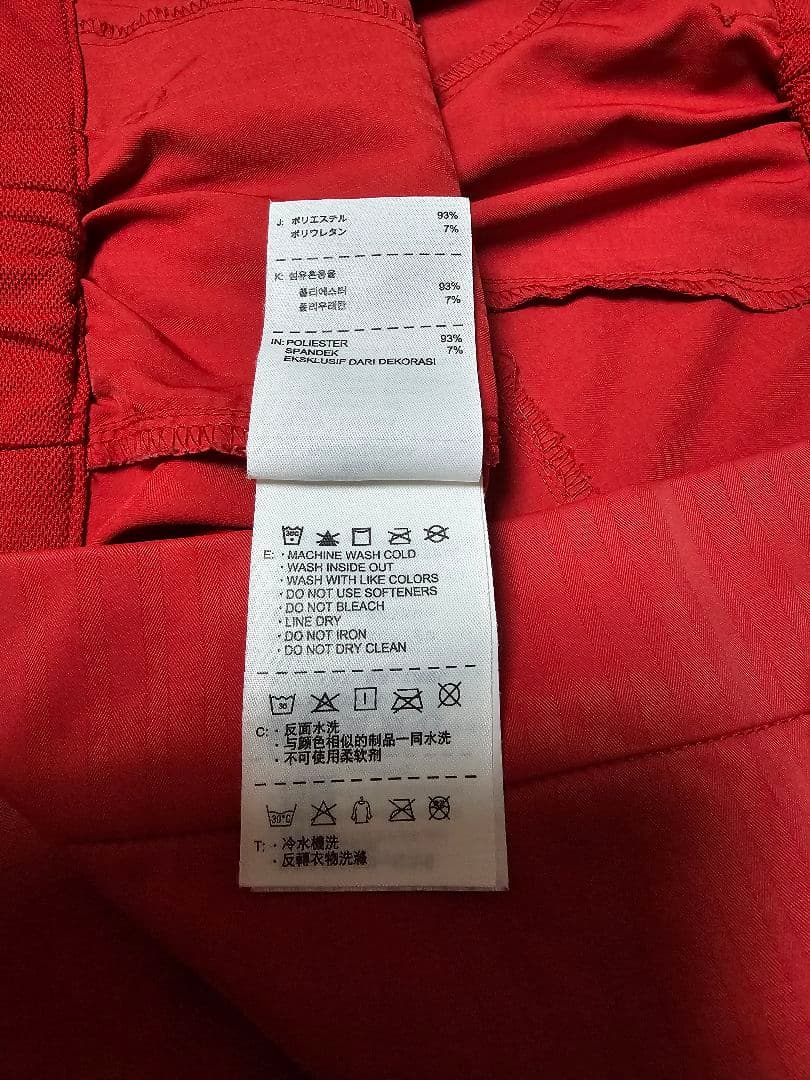 J: ポリエステル 93%
ポリウレタン 7%
K: 섬유혼용율
폴리에스터 93%
폴리우레탄 7%
IN: POLIESTER 93%
SPANDEK 7%
EKSKLUSIF DARI DEKORASI
30C
E: · MACHINE WASH COLD
· WASH INSIDE OUT
· WASH WITH LIKE COLORS
· DO NOT USE SOFTENERS
· DO NOT BLEACH
· LINE DRY
· DO NOT IRON
· DO NOT DRY CLEAN
30
C: · 反面水洗
· 与颜色相似的制品一同水洗
· 不可使用柔软剂
30°C
T: · 冷水機洗
· 反轉衣物洗滌